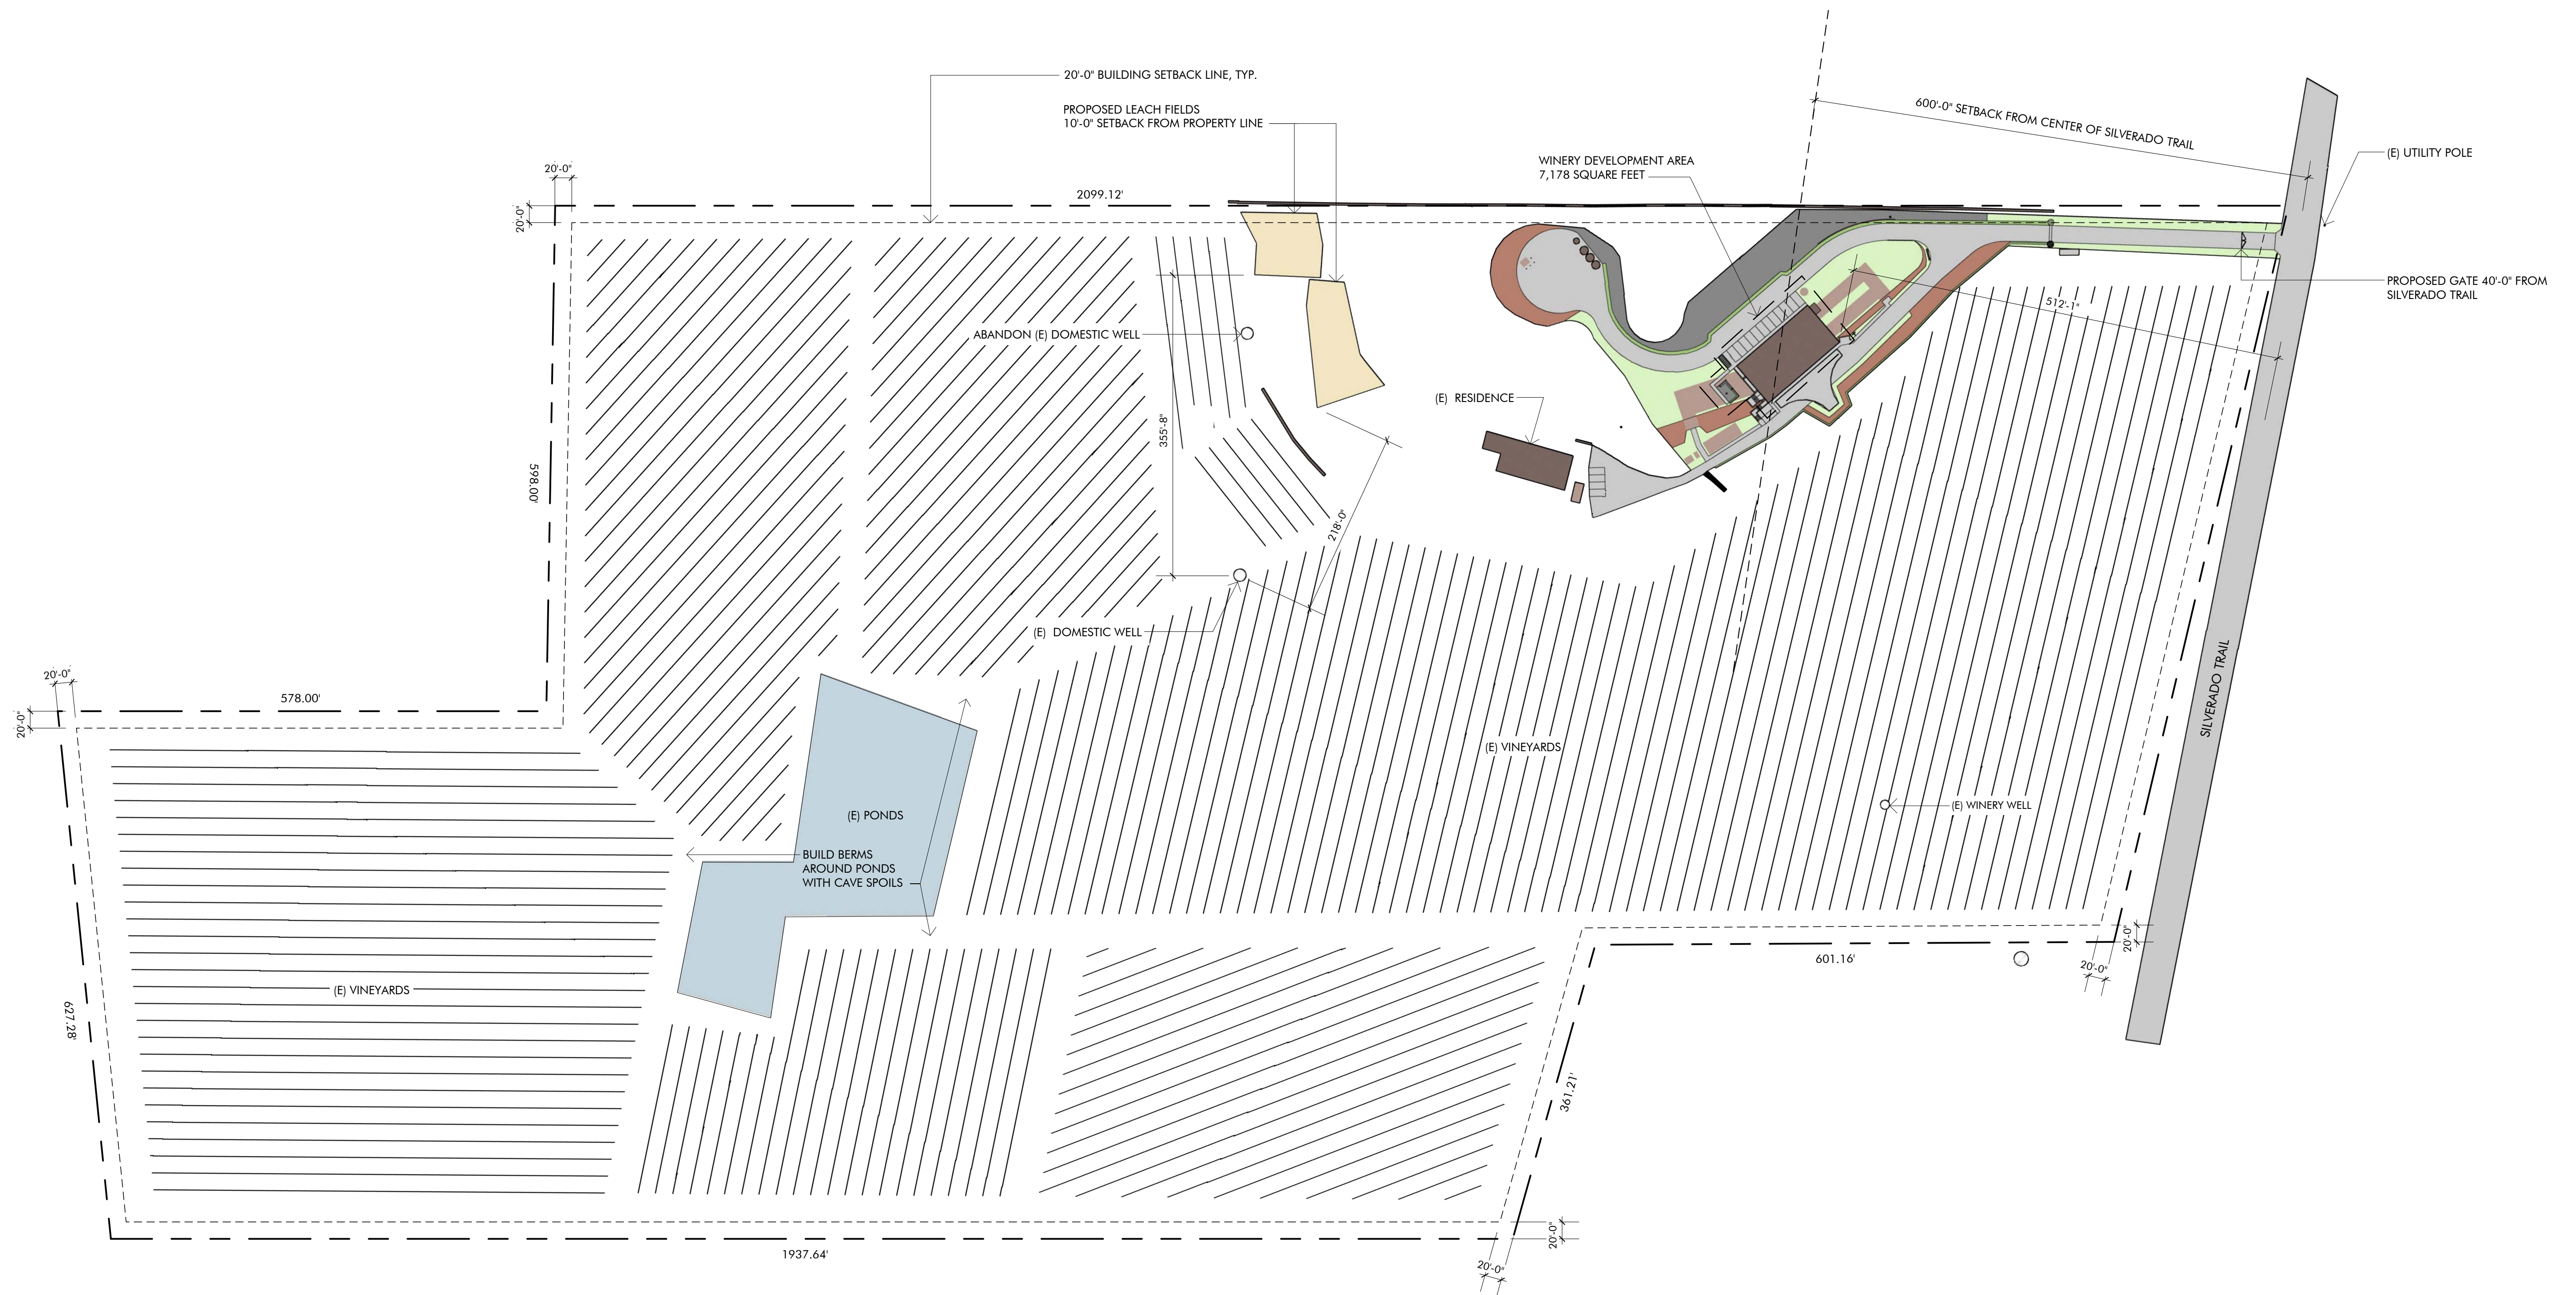 20'-0" BUILDING SETBACK LINE, TYP.
PROPOSED LEACH FIELDS
10'-0" SETBACK FROM PROPERTY LINE
600'-0" SETBACK FROM CENTER OF SILVERADO TRAIL
(E) UTILITY POLE
WINERY DEVELOPMENT AREA
7,178 SQUARE FEET
20'-0"
20'-0"
2099.12'
PROPOSED GATE 40'-0" FROM
SILVERADO TRAIL
512'-1"
ABANDON (E) DOMESTIC WELL
(E) RESIDENCE
355'-8"
598.00'
218'-0"
(E) DOMESTIC WELL
SILVERADO TRAIL
20'-0"
20'-0"
578.00'
(E) VINEYARDS
(E) PONDS
(E) WINERY WELL
BUILD BERMS
AROUND PONDS
WITH CAVE SPOILS
20'-0"
601.16'
20'-0"
(E) VINEYARDS
627.28'
361.21'
20'-0"
1937.64'
20'-0"